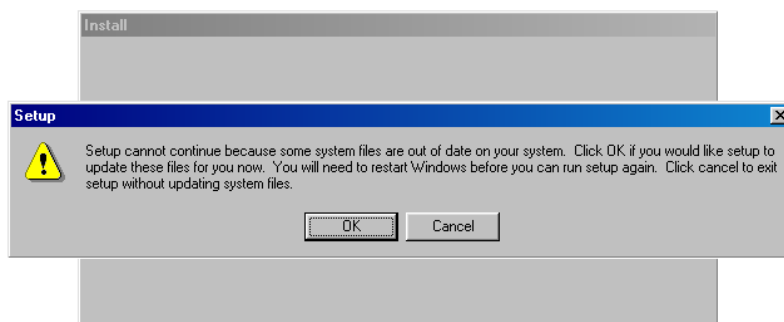 Install
Setup
Setup cannot continue because some system files are out of date on your system.  Click OK if you would like setup to
update these files for you now.  You will need to restart Windows before you can run setup again.  Click cancel to exit
setup without updating system files.
OK
Cancel